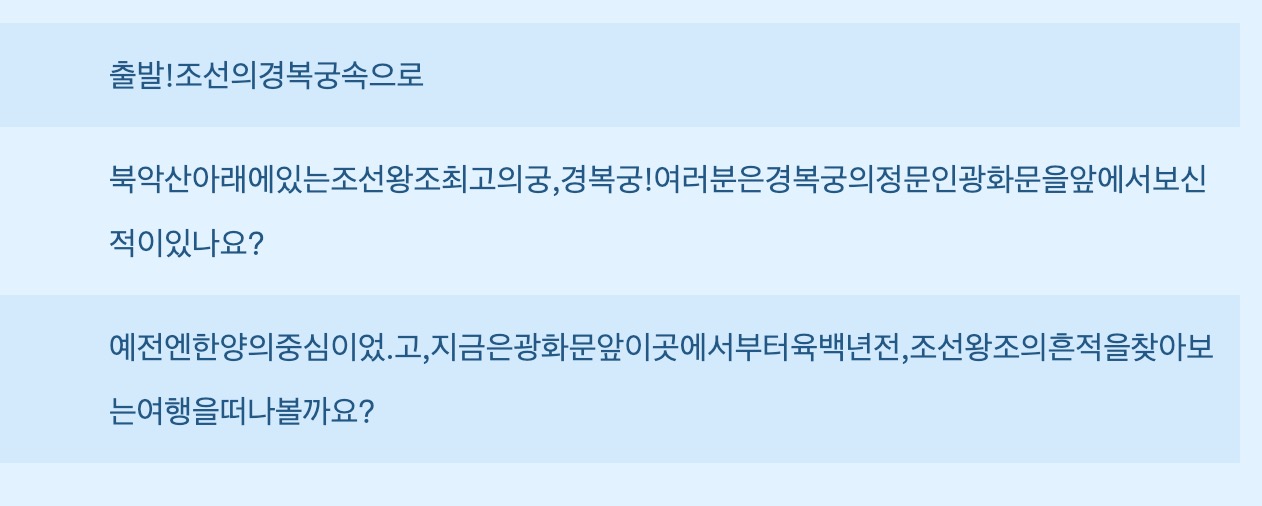 출발!조선의경복궁속으로
북악산아래에있는조선왕조최고의궁,경복궁!여러분은경복궁의정문인광화문을앞에서보신
적이있나요?
예전엔한양의중심이었.고,지금은광화문앞이곳에서부터육백년전,조선왕조의흔적을찾아보
는여행을떠나볼까요?